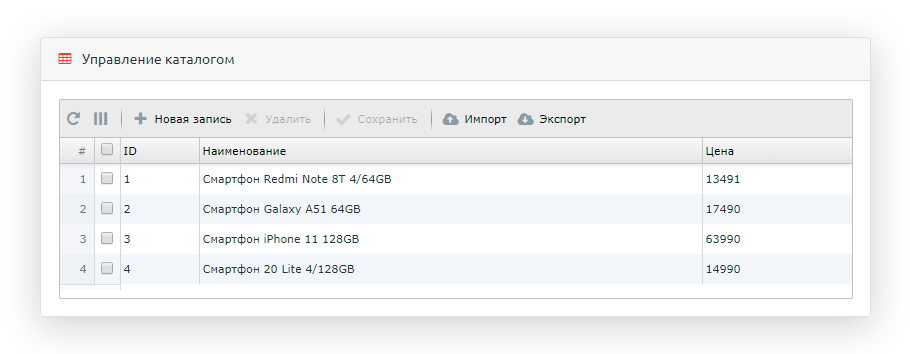 Управление каталогом
Новая запись Удалить Сохранить Импорт Экспорт
# ID Наименование Цена
1 1 Смартфон Redmi Note 8T 4/64GB 13491
2 2 Смартфон Galaxy A51 64GB 17490
3 3 Смартфон iPhone 11 128GB 63990
4 4 Смартфон 20 Lite 4/128GB 14990